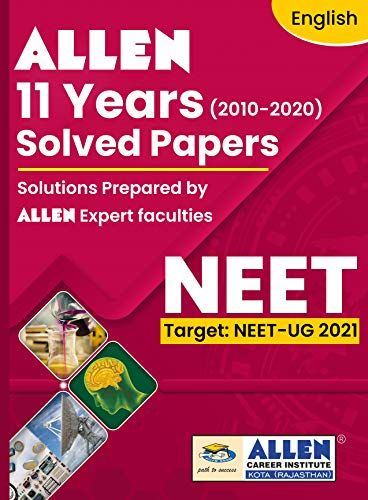 English
ALLEN
11 Years (2010-2020)
Solved Papers
Solutions Prepared by
ALLEN Expert faculties
NEET
Target: NEET-UG 2021
path to success
ALLEN®
CAREER INSTITUTE
KOTA (RAJASTHAN)